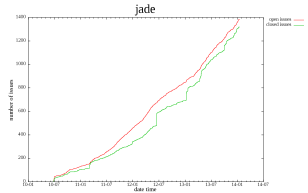 jade
open issues
closed issues
1400
1200
1000
800
600
400
200
0
number of issues
10-01 10-07 11-01 11-07 12-01 12-07 13-01 13-07 14-01 14-07
date time